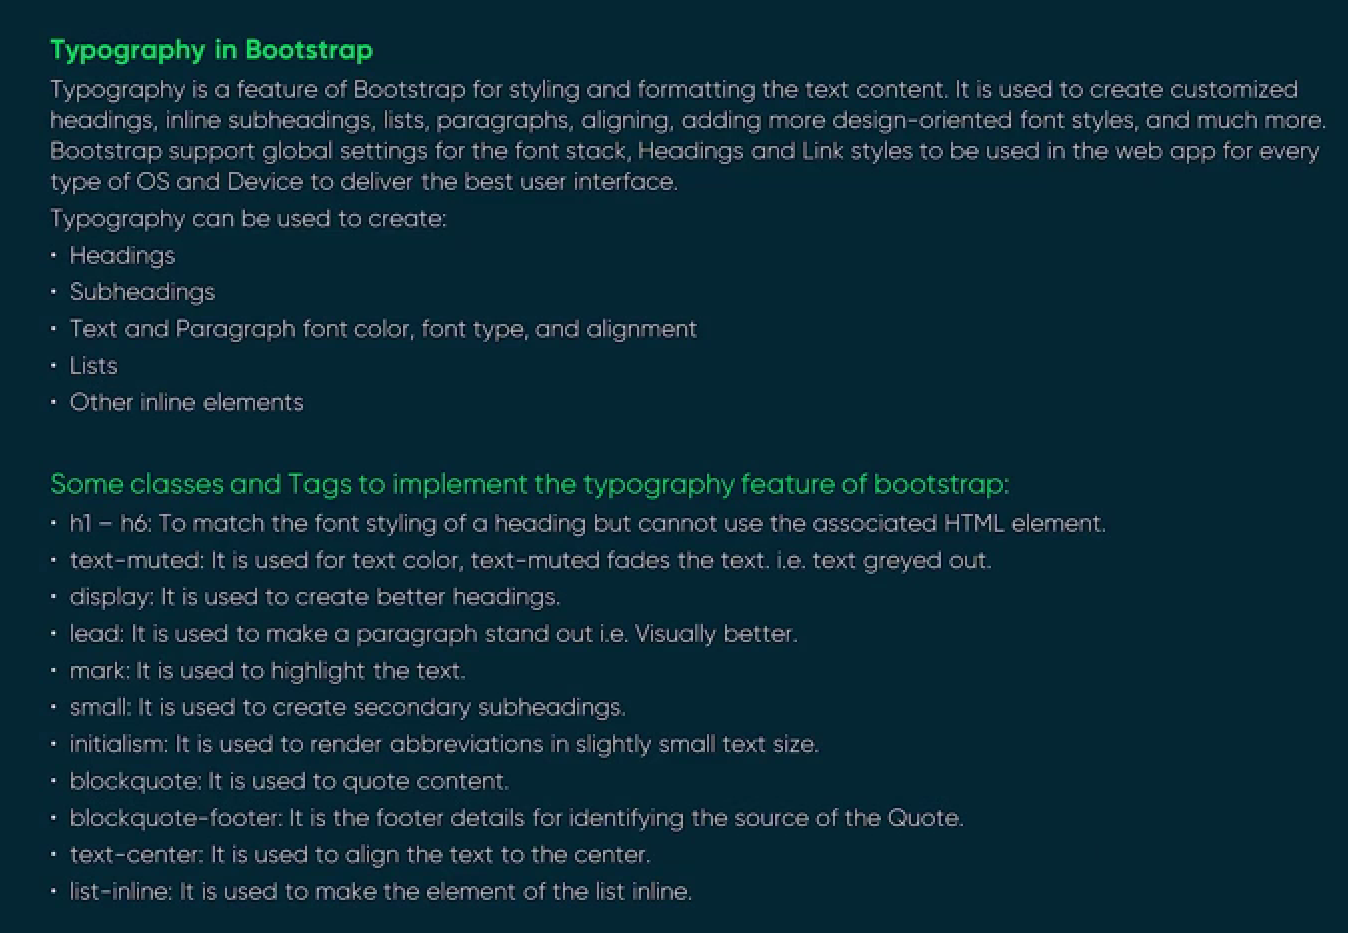 Typography in Bootstrap
Typography is a feature of Bootstrap for styling and formatting the text content. It is used to create customized
headings, inline subheadings, lists, paragraphs, aligning, adding more design-oriented font styles, and much more.
Bootstrap support global settings for the font stack, Headings and Link styles to be used in the web app for every
type of OS and Device to deliver the best user interface.
Typography can be used to create:
• Headings
• Subheadings
• Text and Paragraph font color, font type, and alignment
• Lists
• Other inline elements
Some classes and Tags to implement the typography feature of bootstrap:
• h1 – h6: To match the font styling of a heading but cannot use the associated HTML element.
• text-muted: It is used for text color, text-muted fades the text. i.e. text greyed out.
• display: It is used to create better headings.
• lead: It is used to make a paragraph stand out i.e. Visually better.
• mark: It is used to highlight the text.
• small: It is used to create secondary subheadings.
• initialism: It is used to render abbreviations in slightly small text size.
• blockquote: It is used to quote content.
• blockquote-footer: It is the footer details for identifying the source of the Quote.
• text-center: It is used to align the text to the center.
• list-inline: It is used to make the element of the list inline.